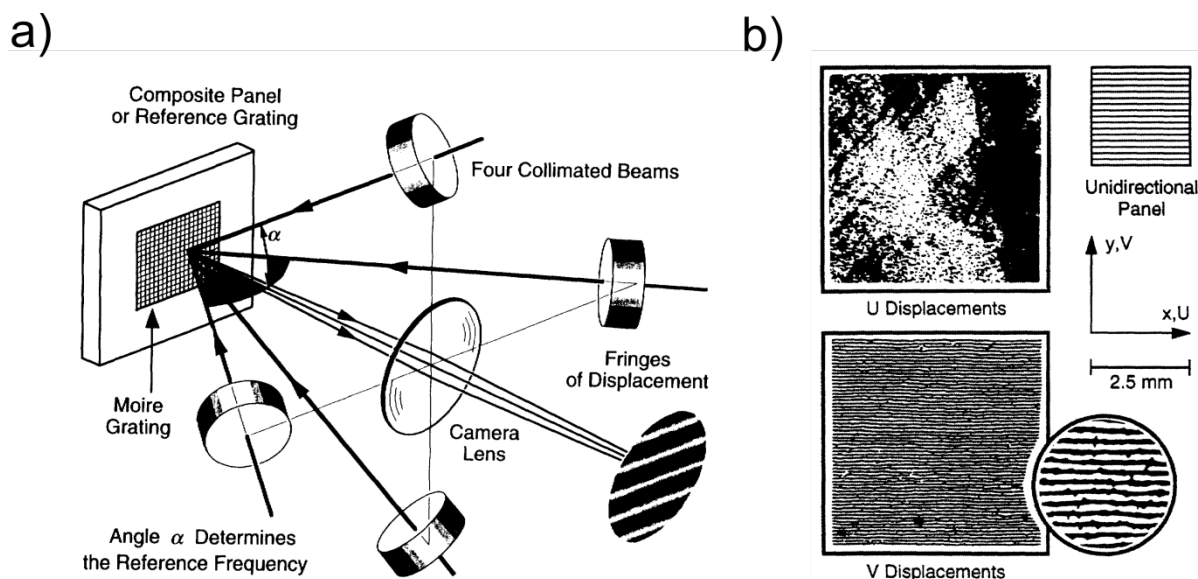 a)
Composite Panel
or Reference Grating
Four Collimated Beams
α
Moire
Grating
Camera
Lens
Fringes
of Displacement
Angle α Determines
the Reference Frequency
b)
U Displacements
Unidirectional
Panel
y,V
x,U
2.5 mm
V Displacements